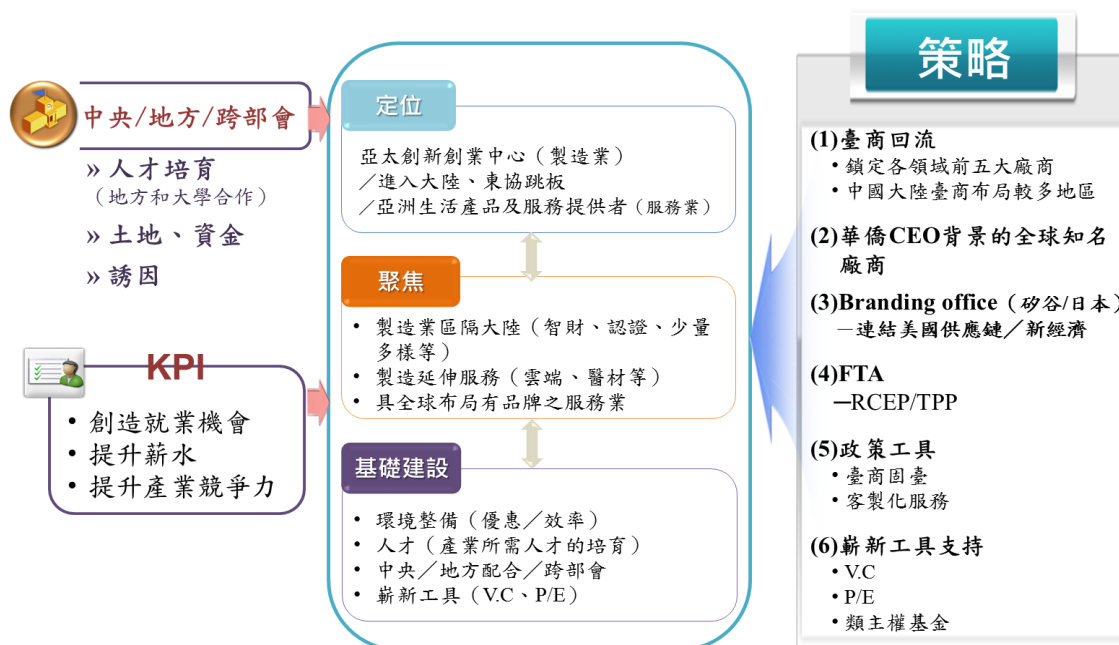 中央/地方/跨部會
» 人才培育
（地方和大學合作）
» 土地、資金
» 誘因
KPI
• 創造就業機會
• 提升薪水
• 提升產業競爭力
定位
亞太創新創業中心（製造業）
／進入大陸、東協跳板
／亞洲生活產品及服務提供者（服務業）
聚焦
• 製造業區隔大陸（智財、認證、少量
多樣等）
• 製造延伸服務（雲端、醫材等）
• 具全球布局有品牌之服務業
基礎建設
• 環境整備（優惠／效率）
• 人才（產業所需人才的培育）
• 中央／地方配合／跨部會
• 嶄新工具（V.C、P/E）
策略
(1)臺商回流
• 鎖定各領域前五大廠商
• 中國大陸臺商布局較多地區
(2)華僑CEO背景的全球知名
廠商
(3)Branding office（矽谷/日本）
－連結美國供應鏈／新經濟
(4)FTA
－RCEP/TPP
(5)政策工具
• 臺商固臺
• 客製化服務
(6)嶄新工具支持
• V.C
• P/E
• 類主權基金